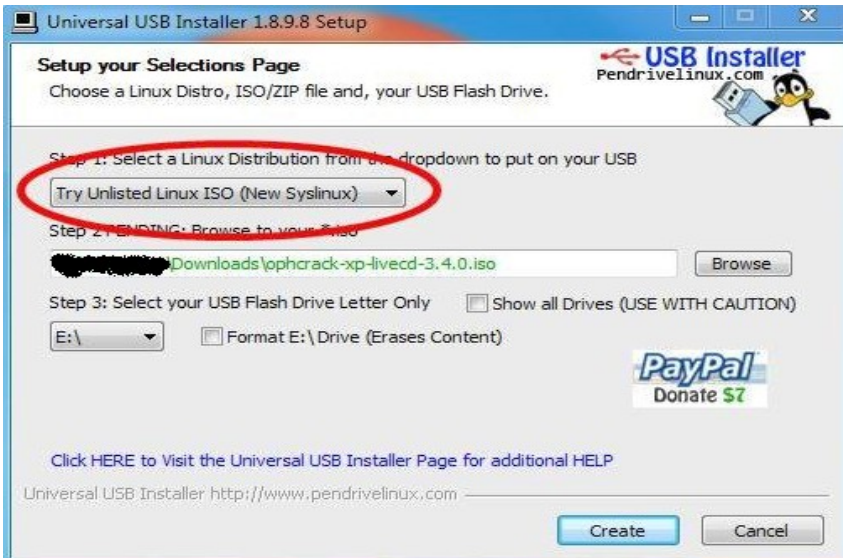 Universal USB Installer 1.8.9.8 Setup
Setup your Selections Page
Choose a Linux Distro, ISO/ZIP file and, your USB Flash Drive.
USB Installer
Pendrivelinux.com
Step 1: Select a Linux Distribution from the dropdown to put on your USB
Try Unlisted Linux ISO (New Syslinux)
Step 2 PENDING: Browse to your *.iso
Downloads\ophcrack-xp-livecd-3.4.0.iso
Browse
Step 3: Select your USB Flash Drive Letter Only
Show all Drives (USE WITH CAUTION)
E:\
Format E:\ Drive (Erases Content)
PayPal
Donate $7
Click HERE to Visit the Universal USB Installer Page for additional HELP
Universal USB Installer http://www.pendrivelinux.com
Create
Cancel